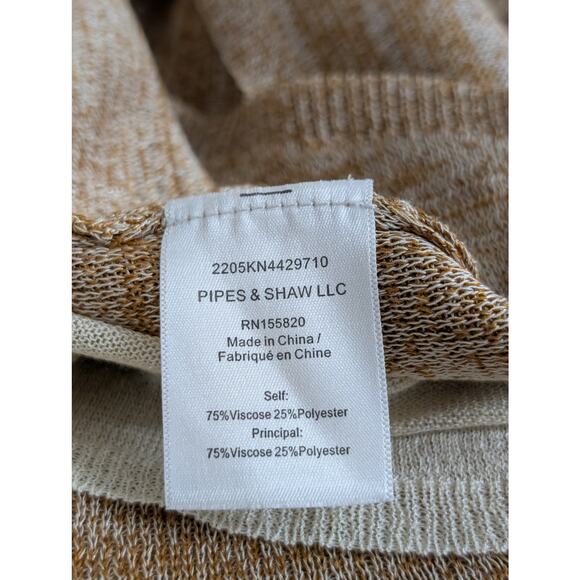 2205KN4429710
PIPES & SHAW LLC
RN155820
Made in China /
Fabriqué en Chine
Self:
75%Viscose 25%Polyester
Principal:
75%Viscose 25%Polyester